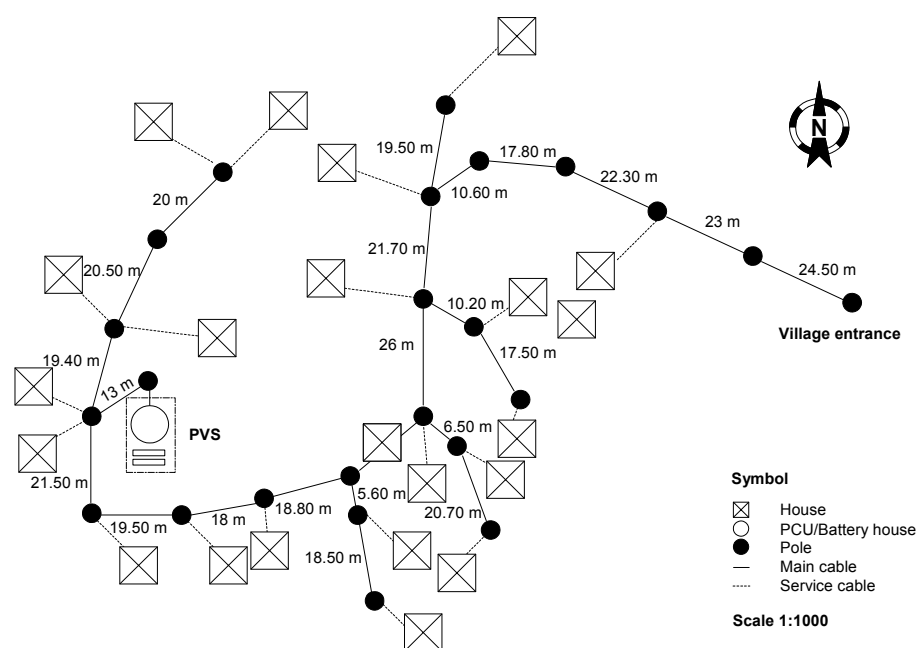 N
19.50 m
17.80 m
10.60 m
22.30 m
20 m
23 m
21.70 m
20.50 m
24.50 m
10.20 m
Village entrance
26 m
17.50 m
19.40 m
13 m
PVS
6.50 m
21.50 m
5.60 m
20.70 m
19.50 m
18 m
18.80 m
18.50 m
Symbol
House
PCU/Battery house
Pole
Main cable
Service cable
Scale 1:1000